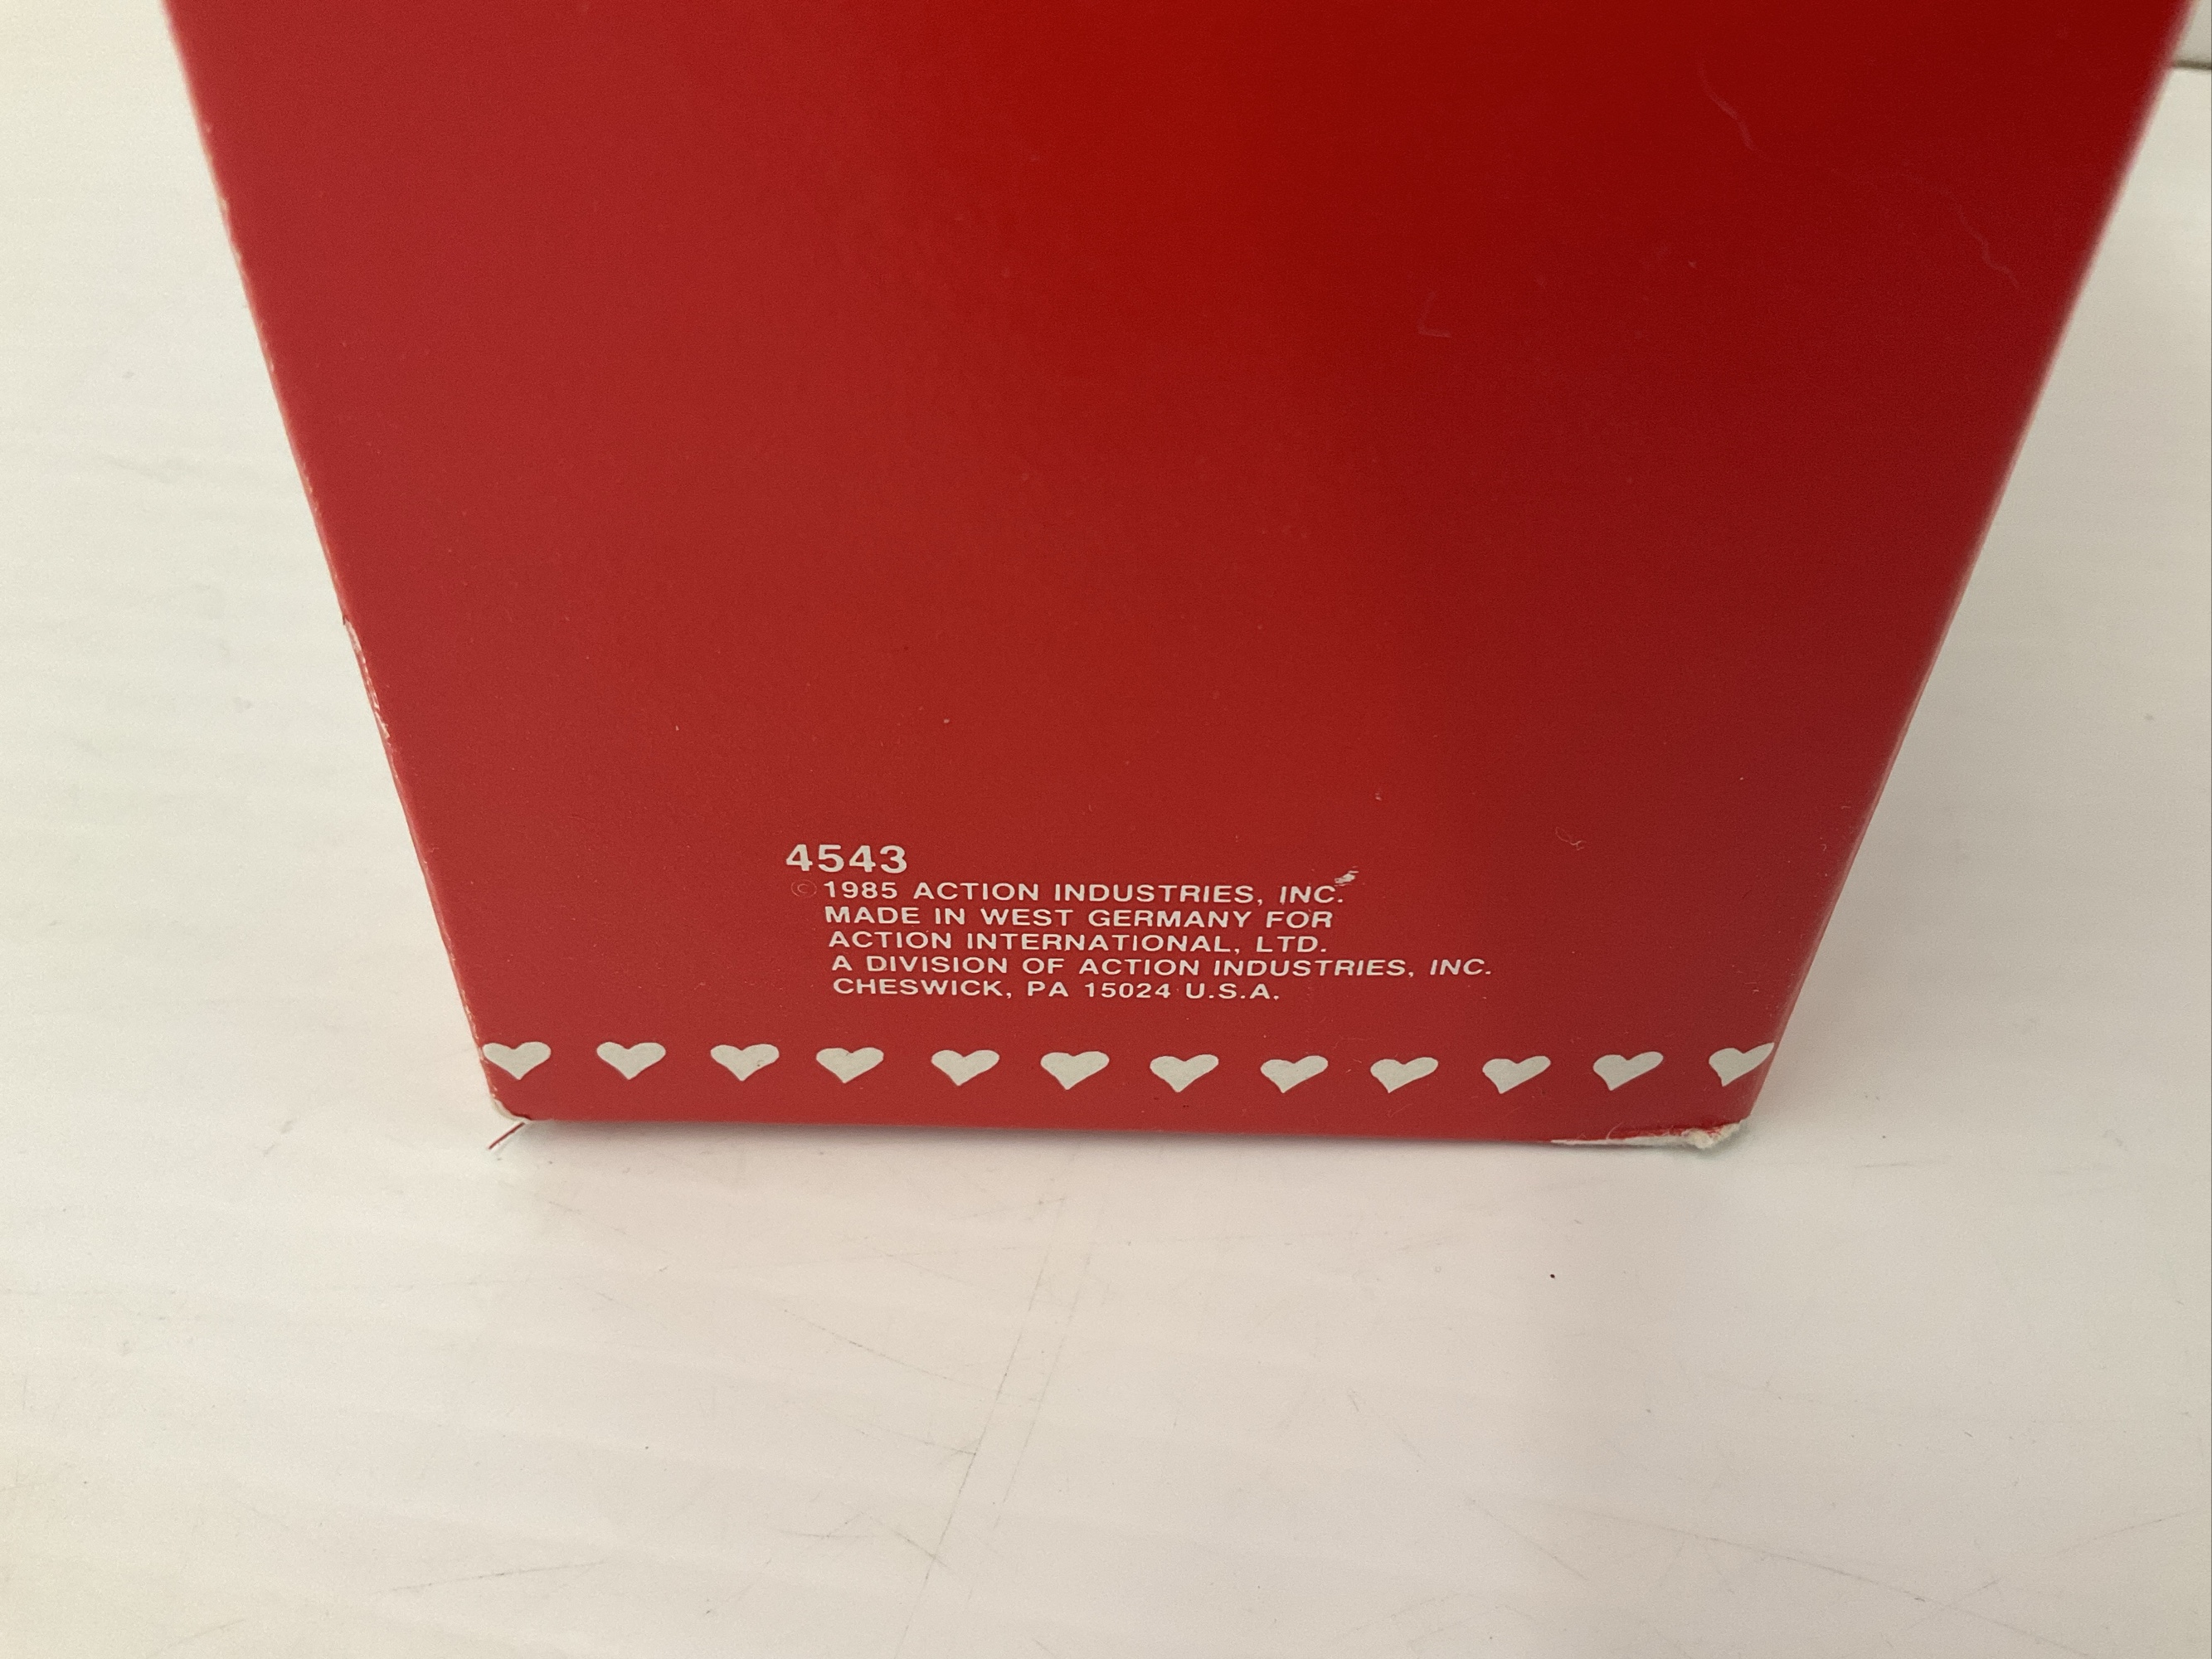 4543
©1985 ACTION INDUSTRIES, INC.
MADE IN WEST GERMANY FOR
ACTION INTERNATIONAL, LTD.
A DIVISION OF ACTION INDUSTRIES, INC.
CHESWICK, PA 15024 U.S.A.